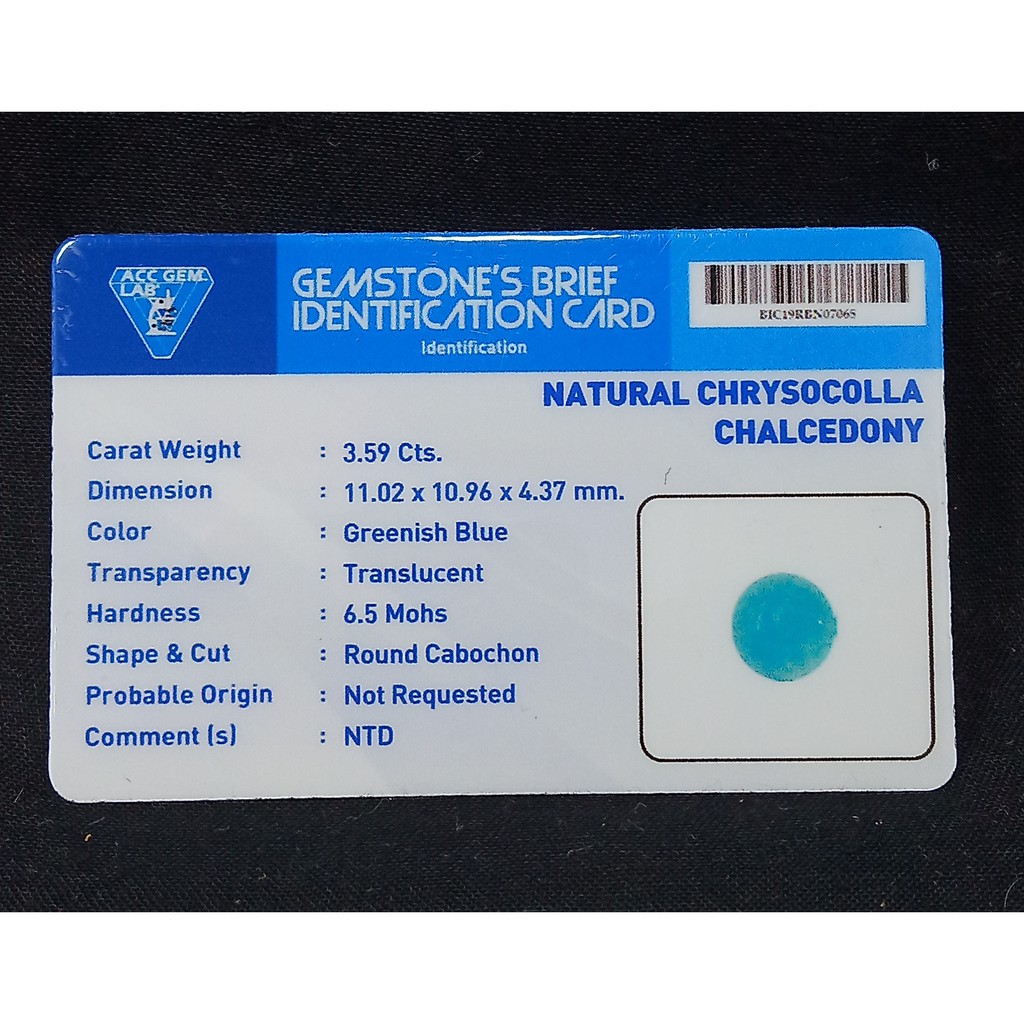 ACC GEM
LAB
GEMSTONE'S BRIEF
IDENTIFICATION CARD
Identification
BIC19RBN07065
NATURAL CHRYSOCOLLA
CHALCEDONY
Carat Weight : 3.59 Cts.
Dimension : 11.02 x 10.96 x 4.37 mm.
Color : Greenish Blue
Transparency : Translucent
Hardness : 6.5 Mohs
Shape & Cut : Round Cabochon
Probable Origin : Not Requested
Comment (s) : NTD